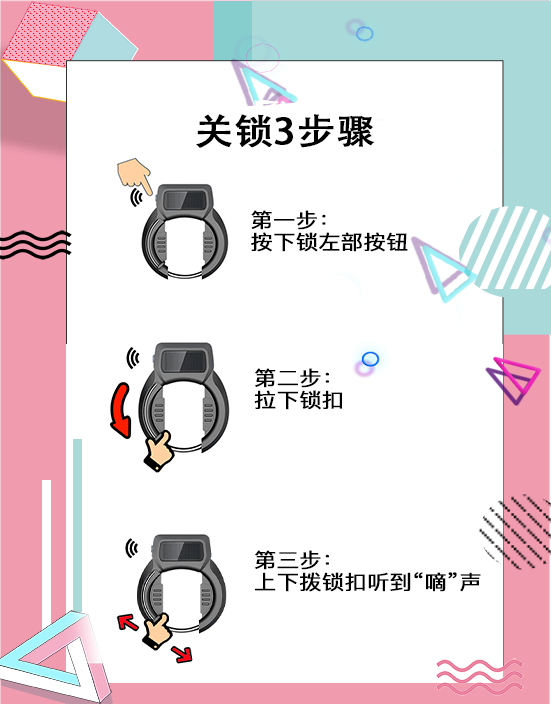 关锁3步骤
第一步：
按下锁左部按钮
第二步：
拉下锁扣
第三步：
上下拨锁扣听到“嘀”声